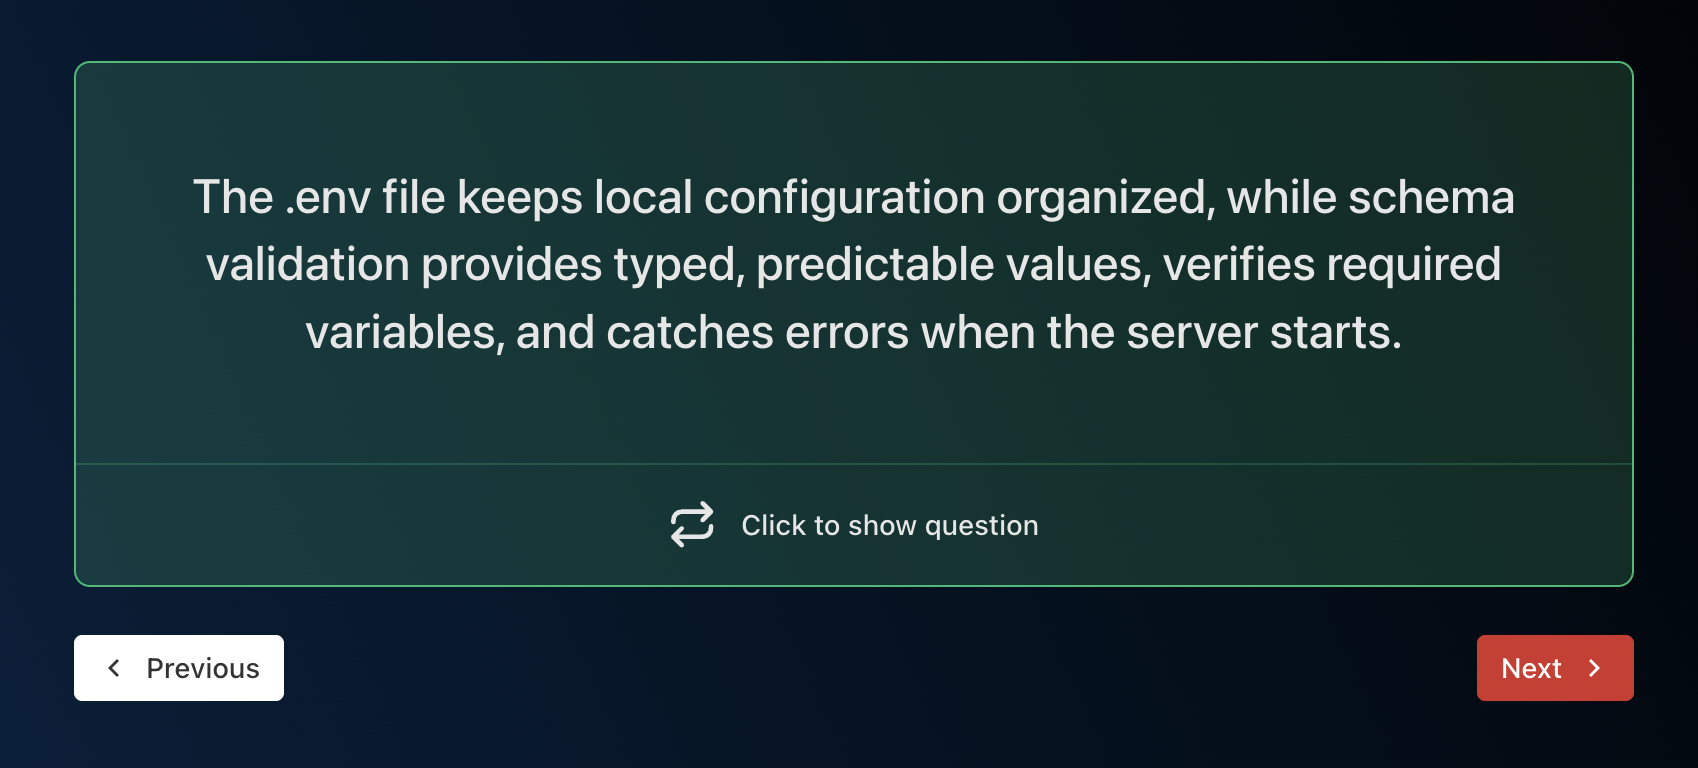 The .env file keeps local configuration organized, while schema
validation provides typed, predictable values, verifies required
variables, and catches errors when the server starts.
Click to show question
Previous
Next